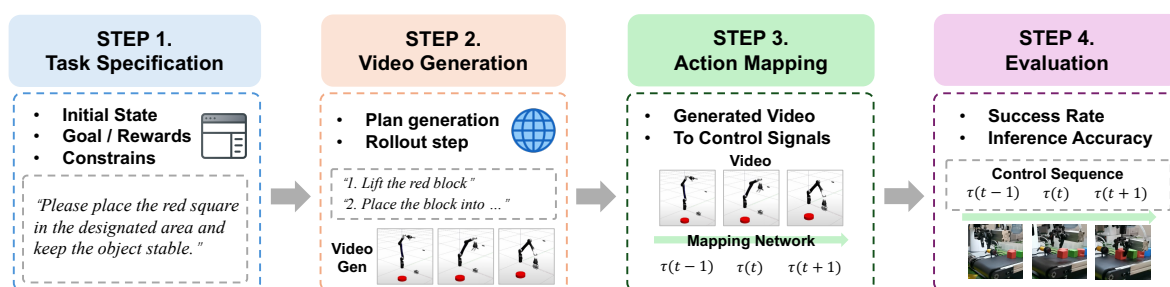 STEP 1.
Task Specification
• Initial State
• Goal / Rewards
• Constrains
"Please place the red square
in the designated area and
keep the object stable."
STEP 2.
Video Generation
• Plan generation
• Rollout step
"1. Lift the red block"
"2. Place the block into …"
Video
Gen
STEP 3.
Action Mapping
• Generated Video
• To Control Signals
Video
Mapping Network
τ(t − 1) τ(t) τ(t + 1)
STEP 4.
Evaluation
• Success Rate
• Inference Accuracy
Control Sequence
τ(t − 1) τ(t) τ(t + 1)